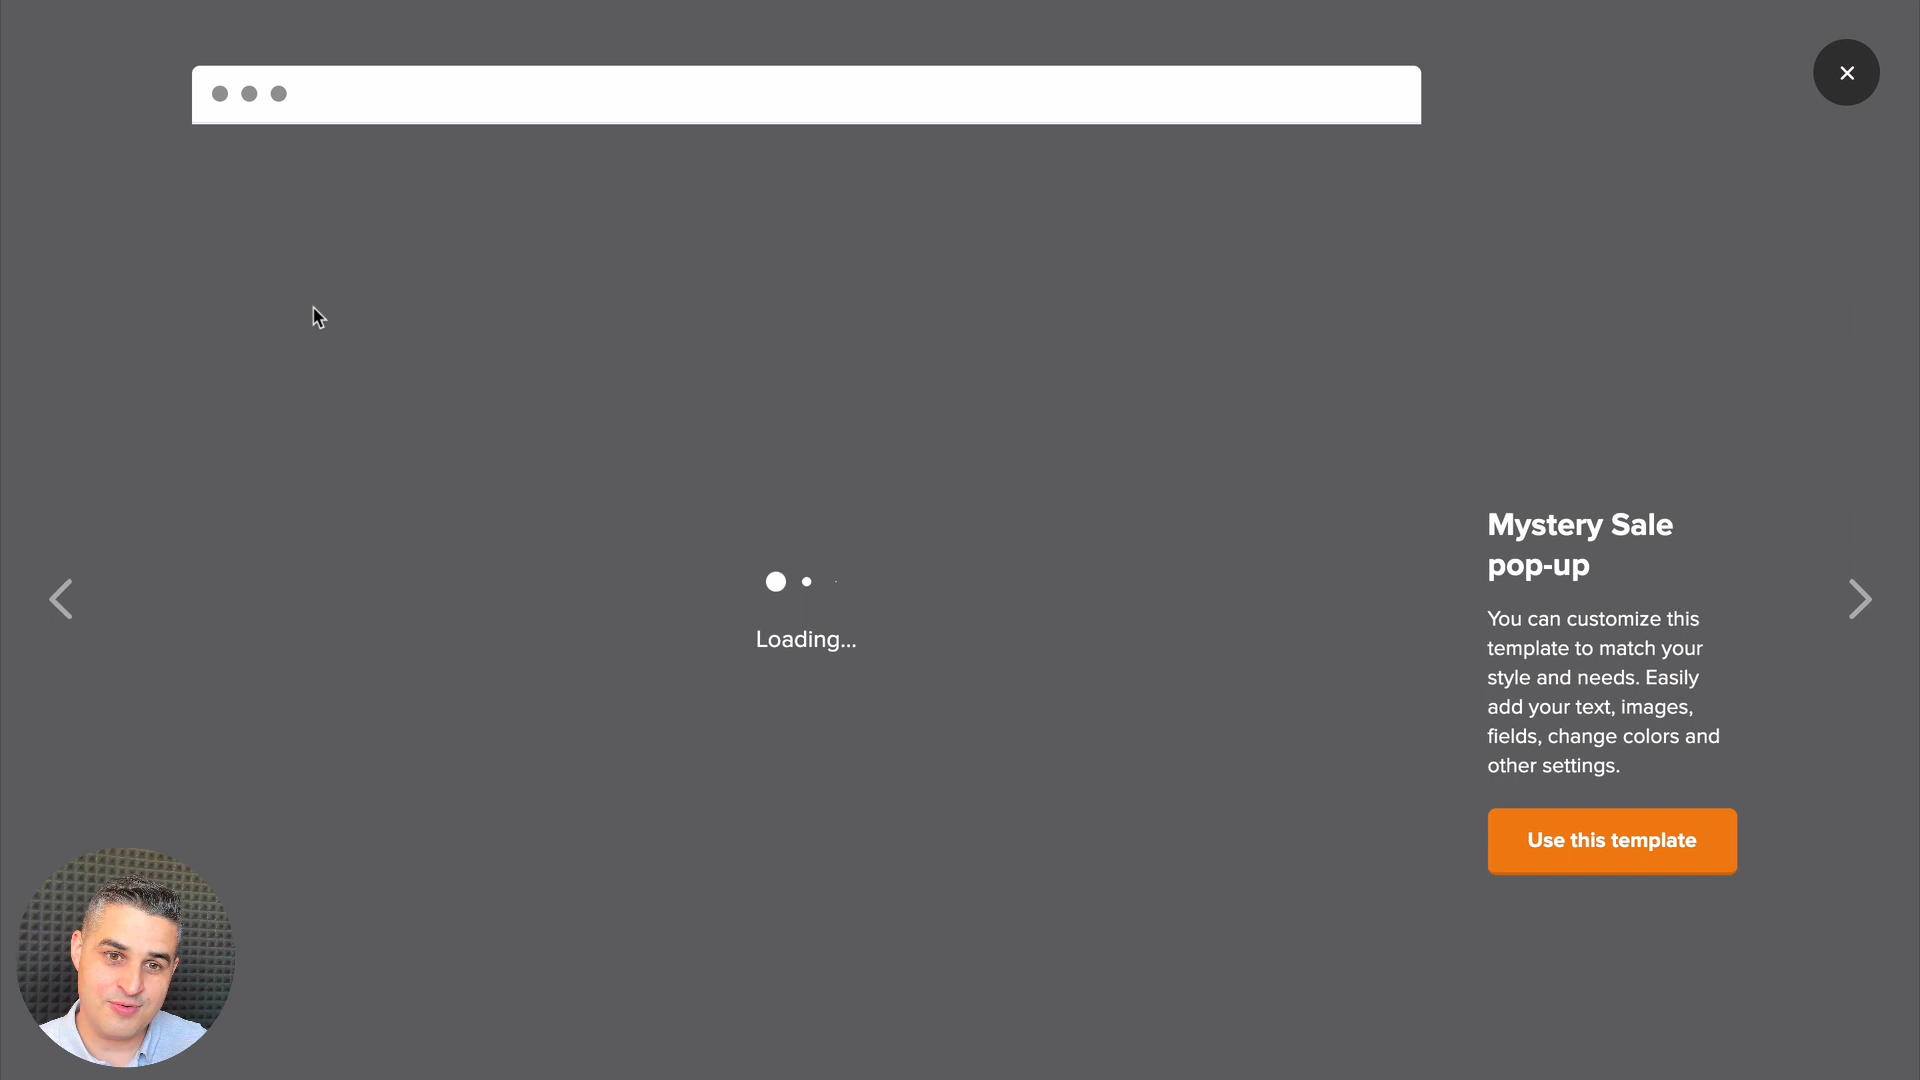 Loading...
Mystery Sale
pop-up
You can customize this
template to match your
style and needs. Easily
add your text, images,
fields, change colors and
other settings.
Use this template